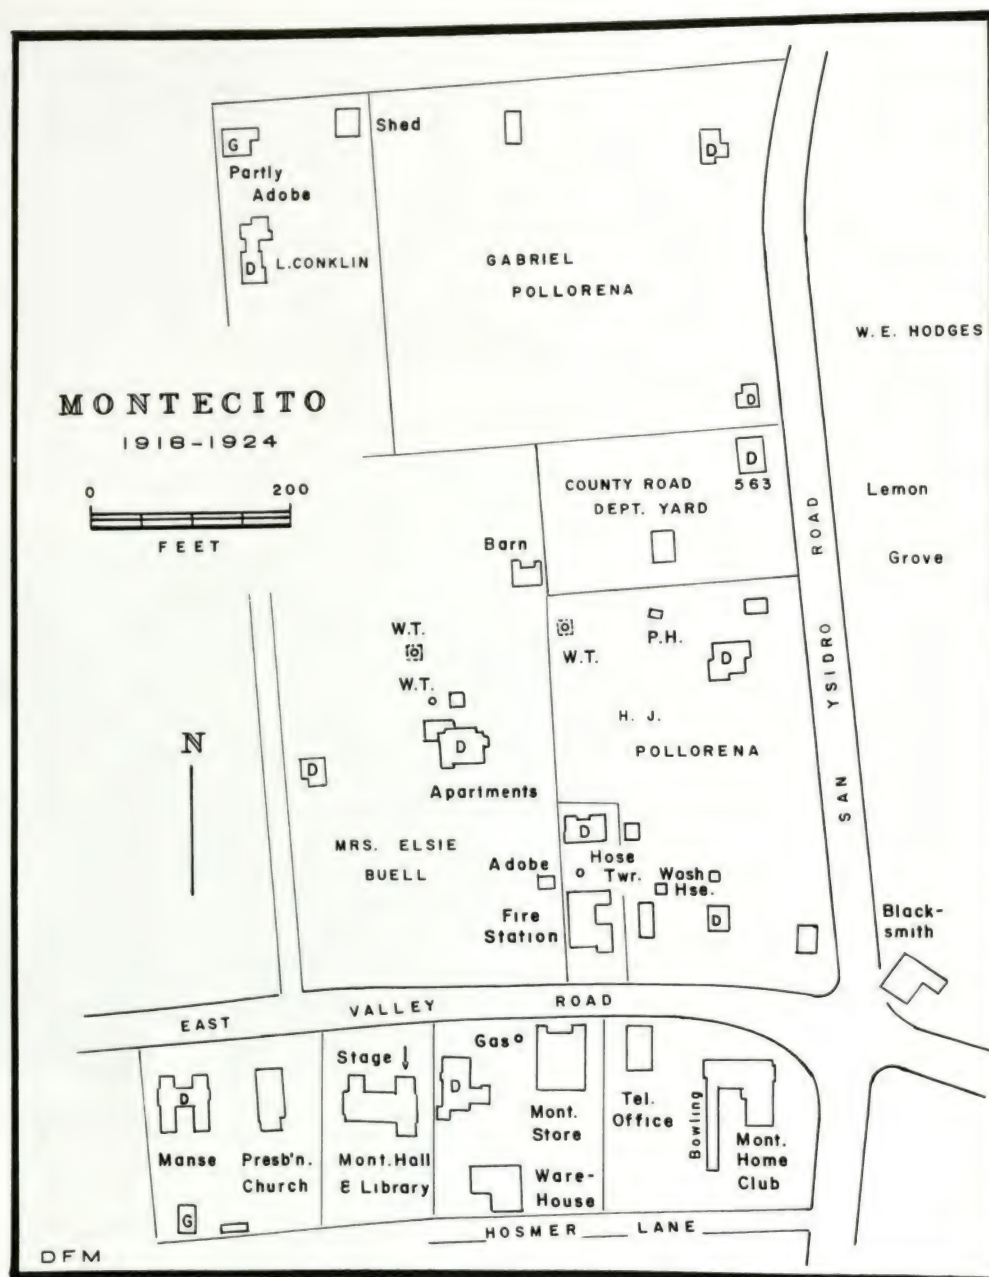 Shed
G
Partly
Adobe
D
D
L. CONKLIN
GABRIEL
POLLORENA
W. E. HODGES
MONTECITO
1918-1924
0 200
FEET
D
D
COUNTY ROAD 563
DEPT. YARD
Lemon
Grove
Barn
SAN YSIDRO ROAD
W.T.
W.T.
W.T.
P.H.
D
H. J.
POLLORENA
N
D
D
Apartments
MRS. ELSIE
BUELL
D
Hose
Twr.
Adobe
Wash
Hse.
Fire
Station
D
Black-
smith
EAST VALLEY ROAD
Stage
Gas
D
D
Manse
Presb'n.
Church
Mont. Hall
& Library
Mont.
Store
Tel.
Office
Bowling
Mont.
Home
Club
Ware-
House
G
HOSMER LANE
DFM